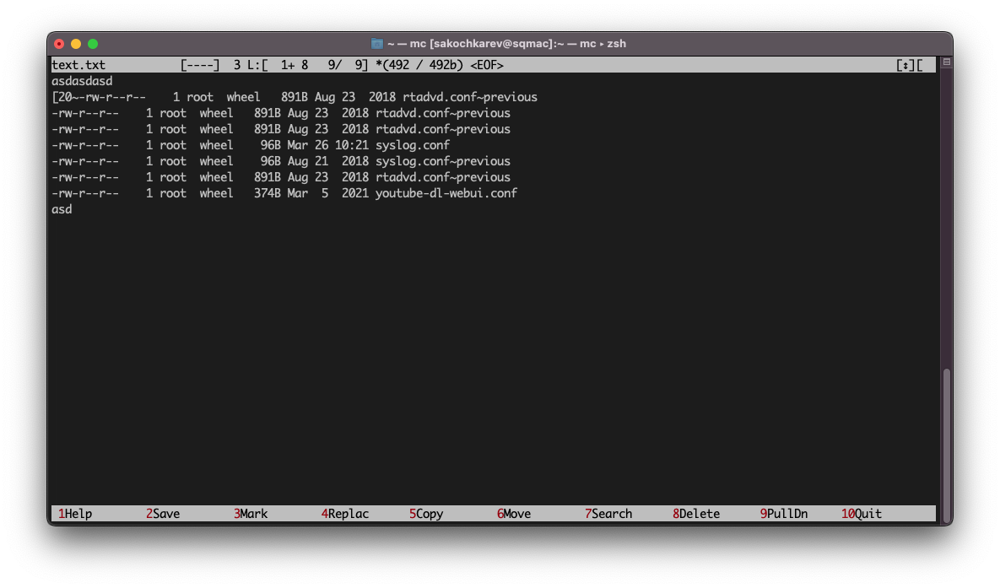 ~ — mc [sakochkarev@sqmac]:~ — mc ▸ zsh
text.txt           [----]  3 L:[  1+ 8   9/  9] *(492 / 492b) <EOF>                                                          [↕][
asdasdasd
[20~-rw-r--r--    1 root  wheel   891B Aug 23  2018 rtadvd.conf~previous
-rw-r--r--    1 root  wheel   891B Aug 23  2018 rtadvd.conf~previous
-rw-r--r--    1 root  wheel   891B Aug 23  2018 rtadvd.conf~previous
-rw-r--r--    1 root  wheel    96B Mar 26 10:21 syslog.conf
-rw-r--r--    1 root  wheel    96B Aug 21  2018 syslog.conf~previous
-rw-r--r--    1 root  wheel   891B Aug 23  2018 rtadvd.conf~previous
-rw-r--r--    1 root  wheel   374B Mar  5  2021 youtube-dl-webui.conf
asd
1Help        2Save        3Mark        4Replac      5Copy        6Move        7Search      8Delete      9PullDn     10Quit